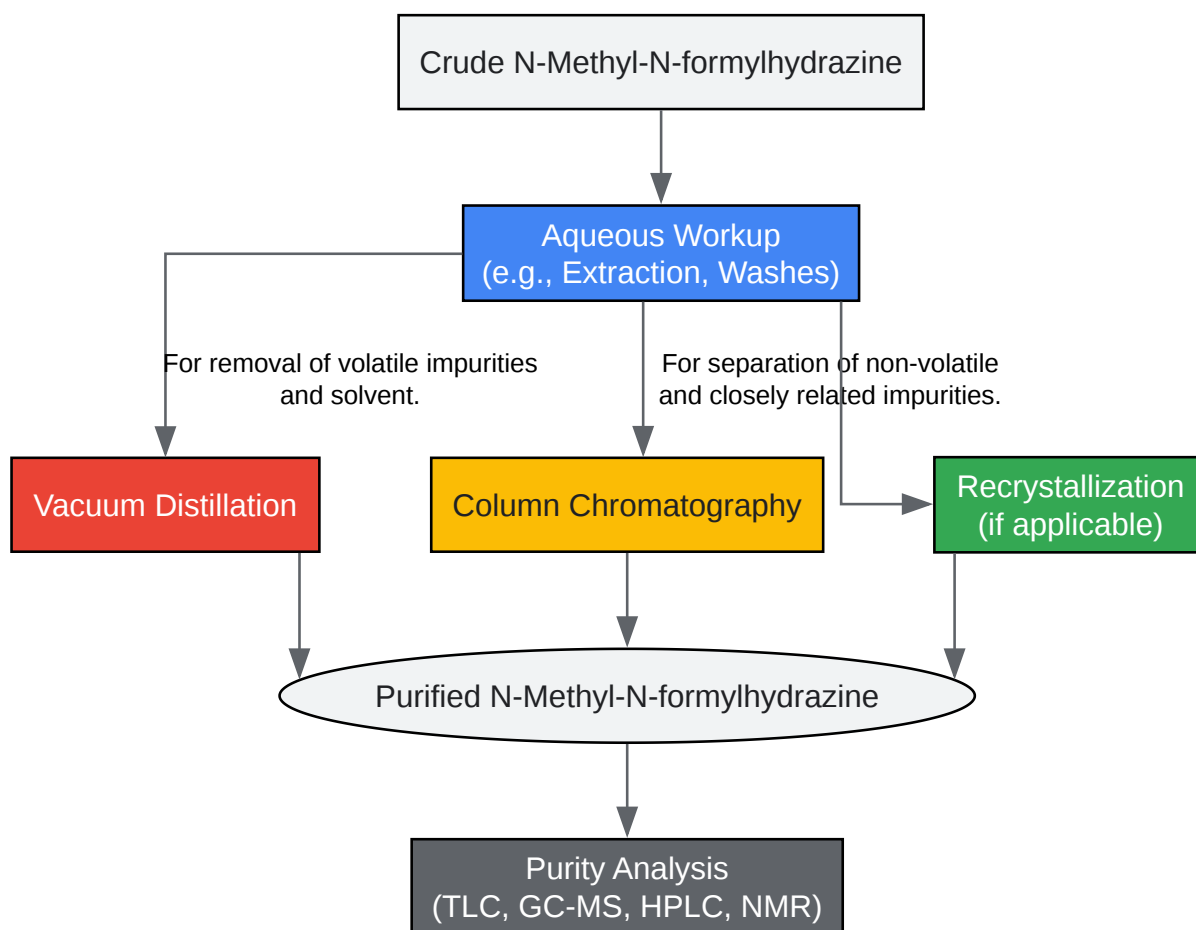 Crude N-Methyl-N-formylhydrazine
Aqueous Workup
(e.g., Extraction, Washes)
For removal of volatile impurities
and solvent.
For separation of non-volatile
and closely related impurities.
Vacuum Distillation
Column Chromatography
Recrystallization
(if applicable)
Purified N-Methyl-N-formylhydrazine
Purity Analysis
(TLC, GC-MS, HPLC, NMR)